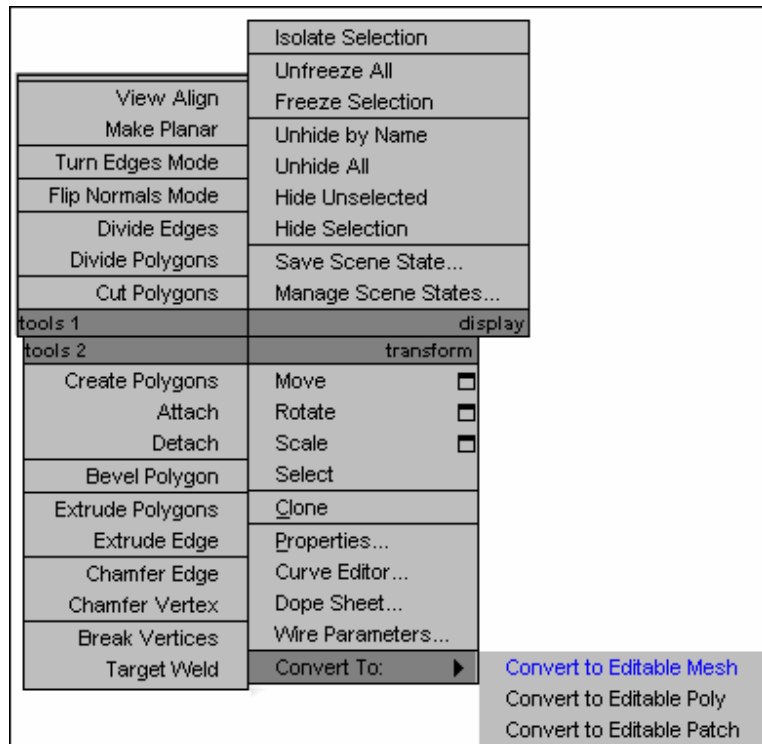 Isolate Selection
Unfreeze All
Freeze Selection
Unhide by Name
Unhide All
Hide Unselected
Hide Selection
Save Scene State...
Manage Scene States...
display
View Align
Make Planar
Turn Edges Mode
Flip Normals Mode
Divide Edges
Divide Polygons
Cut Polygons
tools 1
tools 2
Create Polygons
Attach
Detach
Bevel Polygon
Extrude Polygons
Extrude Edge
Chamfer Edge
Chamfer Vertex
Break Vertices
Target Weld
transform
Move
Rotate
Scale
Select
Clone
Properties...
Curve Editor...
Dope Sheet...
Wire Parameters...
Convert To:
Convert to Editable Mesh
Convert to Editable Poly
Convert to Editable Patch